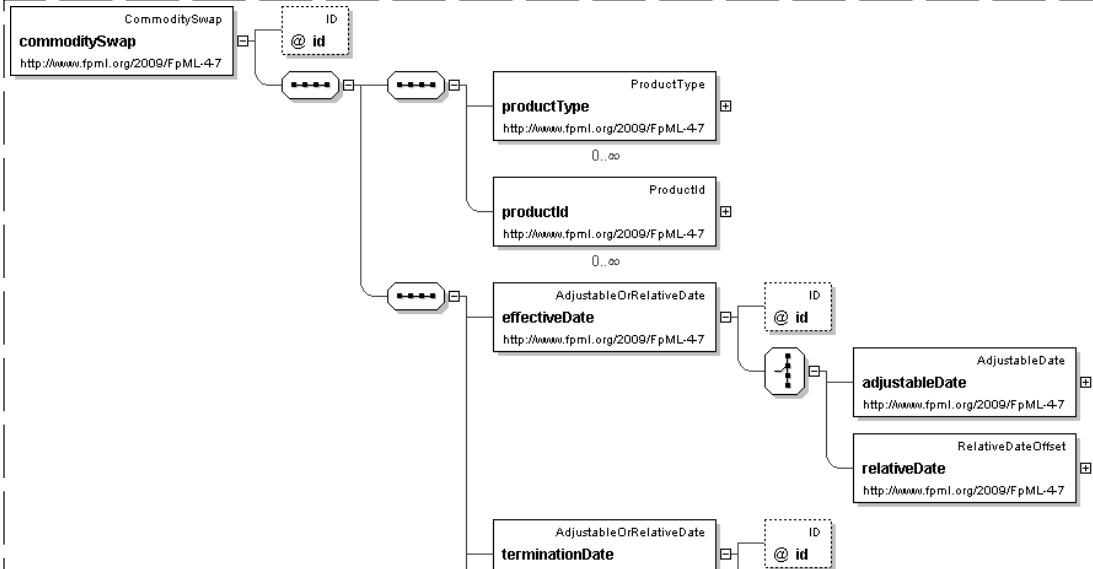 CommoditySwap
commoditySwap
http://www.fpml.org/2009/FpML-4-7
ID
@ id
ProductType
productType
http://www.fpml.org/2009/FpML-4-7
0..∞
ProductId
productId
http://www.fpml.org/2009/FpML-4-7
0..∞
AdjustableOrRelativeDate
effectiveDate
http://www.fpml.org/2009/FpML-4-7
ID
@ id
AdjustableDate
adjustableDate
http://www.fpml.org/2009/FpML-4-7
RelativeDateOffset
relativeDate
http://www.fpml.org/2009/FpML-4-7
AdjustableOrRelativeDate
terminationDate
ID
@ id